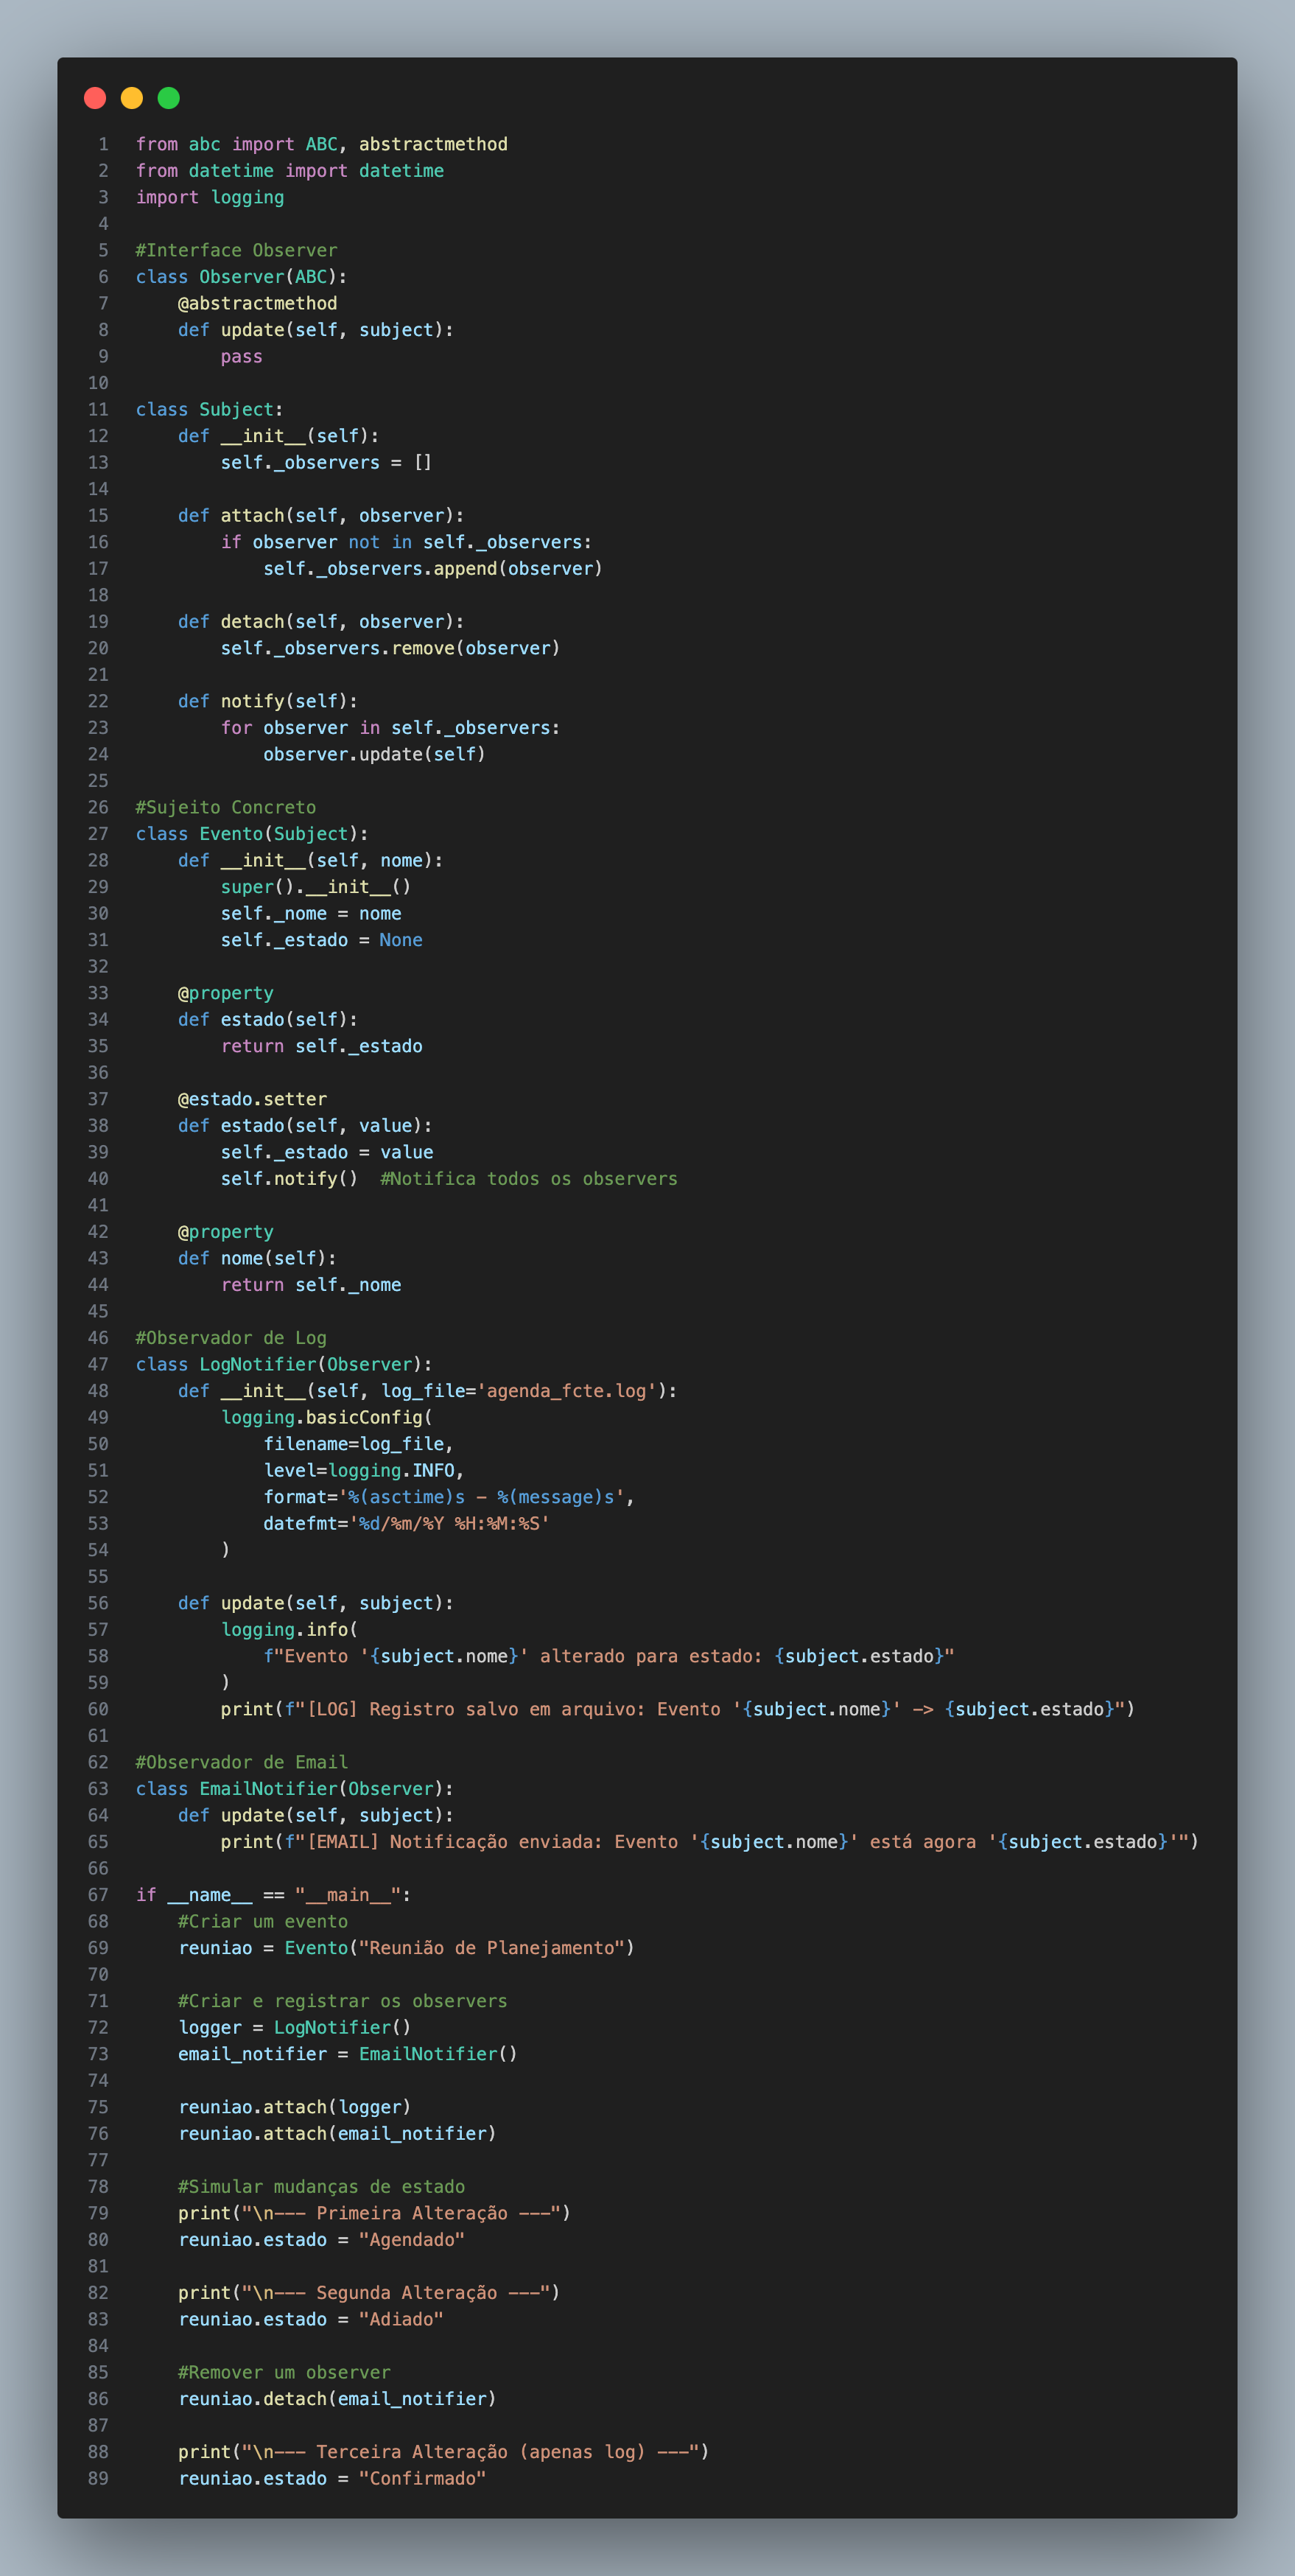 1 from abc import ABC, abstractmethod
2 from datetime import datetime
3 import logging
4
5 #Interface Observer
6 class Observer(ABC):
7     @abstractmethod
8     def update(self, subject):
9         pass
10
11 class Subject:
12     def __init__(self):
13         self._observers = []
14
15     def attach(self, observer):
16         if observer not in self._observers:
17             self._observers.append(observer)
18
19     def detach(self, observer):
20         self._observers.remove(observer)
21
22     def notify(self):
23         for observer in self._observers:
24             observer.update(self)
25
26 #Sujeito Concreto
27 class Evento(Subject):
28     def __init__(self, nome):
29         super().__init__()
30         self._nome = nome
31         self._estado = None
32
33     @property
34     def estado(self):
35         return self._estado
36
37     @estado.setter
38     def estado(self, value):
39         self._estado = value
40         self.notify()  #Notifica todos os observers
41
42     @property
43     def nome(self):
44         return self._nome
45
46 #Observador de Log
47 class LogNotifier(Observer):
48     def __init__(self, log_file='agenda_fcte.log'):
49         logging.basicConfig(
50             filename=log_file,
51             level=logging.INFO,
52             format='%(asctime)s - %(message)s',
53             datefmt='%d/%m/%Y %H:%M:%S'
54         )
55
56     def update(self, subject):
57         logging.info(
58             f"Evento '{subject.nome}' alterado para estado: {subject.estado}"
59         )
60         print(f"[LOG] Registro salvo em arquivo: Evento '{subject.nome}' -> {subject.estado}")
61
62 #Observador de Email
63 class EmailNotifier(Observer):
64     def update(self, subject):
65         print(f"[EMAIL] Notificação enviada: Evento '{subject.nome}' está agora '{subject.estado}'")
66
67 if __name__ == "__main__":
68     #Criar um evento
69     reuniao = Evento("Reunião de Planejamento")
70
71     #Criar e registrar os observers
72     logger = LogNotifier()
73     email_notifier = EmailNotifier()
74
75     reuniao.attach(logger)
76     reuniao.attach(email_notifier)
77
78     #Simular mudanças de estado
79     print("\n--- Primeira Alteração ---")
80     reuniao.estado = "Agendado"
81
82     print("\n--- Segunda Alteração ---")
83     reuniao.estado = "Adiado"
84
85     #Remover um observer
86     reuniao.detach(email_notifier)
87
88     print("\n--- Terceira Alteração (apenas log) ---")
89     reuniao.estado = "Confirmado"